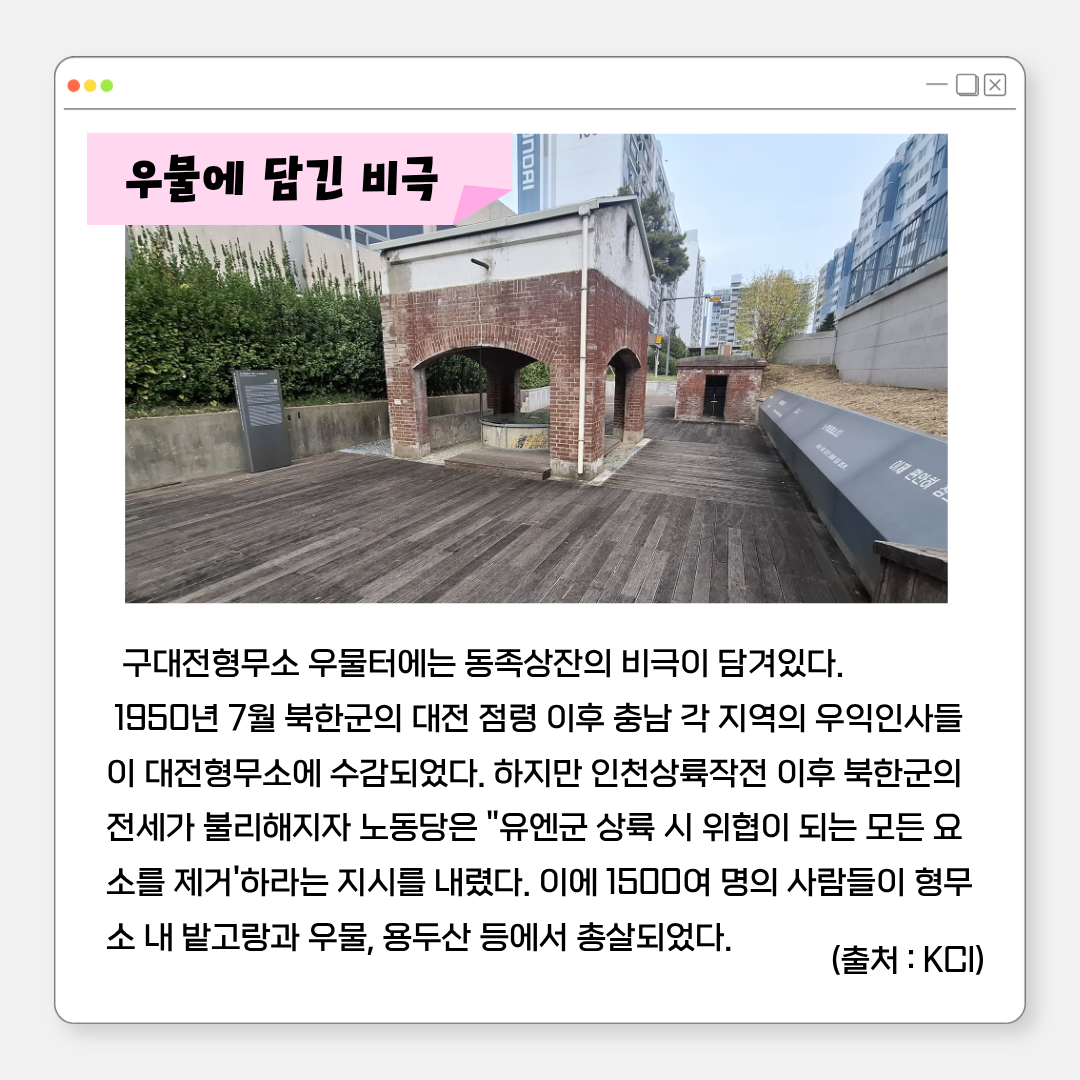 우물에 담긴 비극
NDAI
이제 편안히
구대전형무소 우물터에는 동족상잔의 비극이 담겨있다.
1950년 7월 북한군의 대전 점령 이후 충남 각 지역의 우익인사들
이 대전형무소에 수감되었다. 하지만 인천상륙작전 이후 북한군의
전세가 불리해지자 노동당은 "유엔군 상륙 시 위협이 되는 모든 요
소를 제거'하라는 지시를 내렸다. 이에 1500여 명의 사람들이 형무
소 내 밭고랑과 우물, 용두산 등에서 총살되었다.
(출처 : KCI)